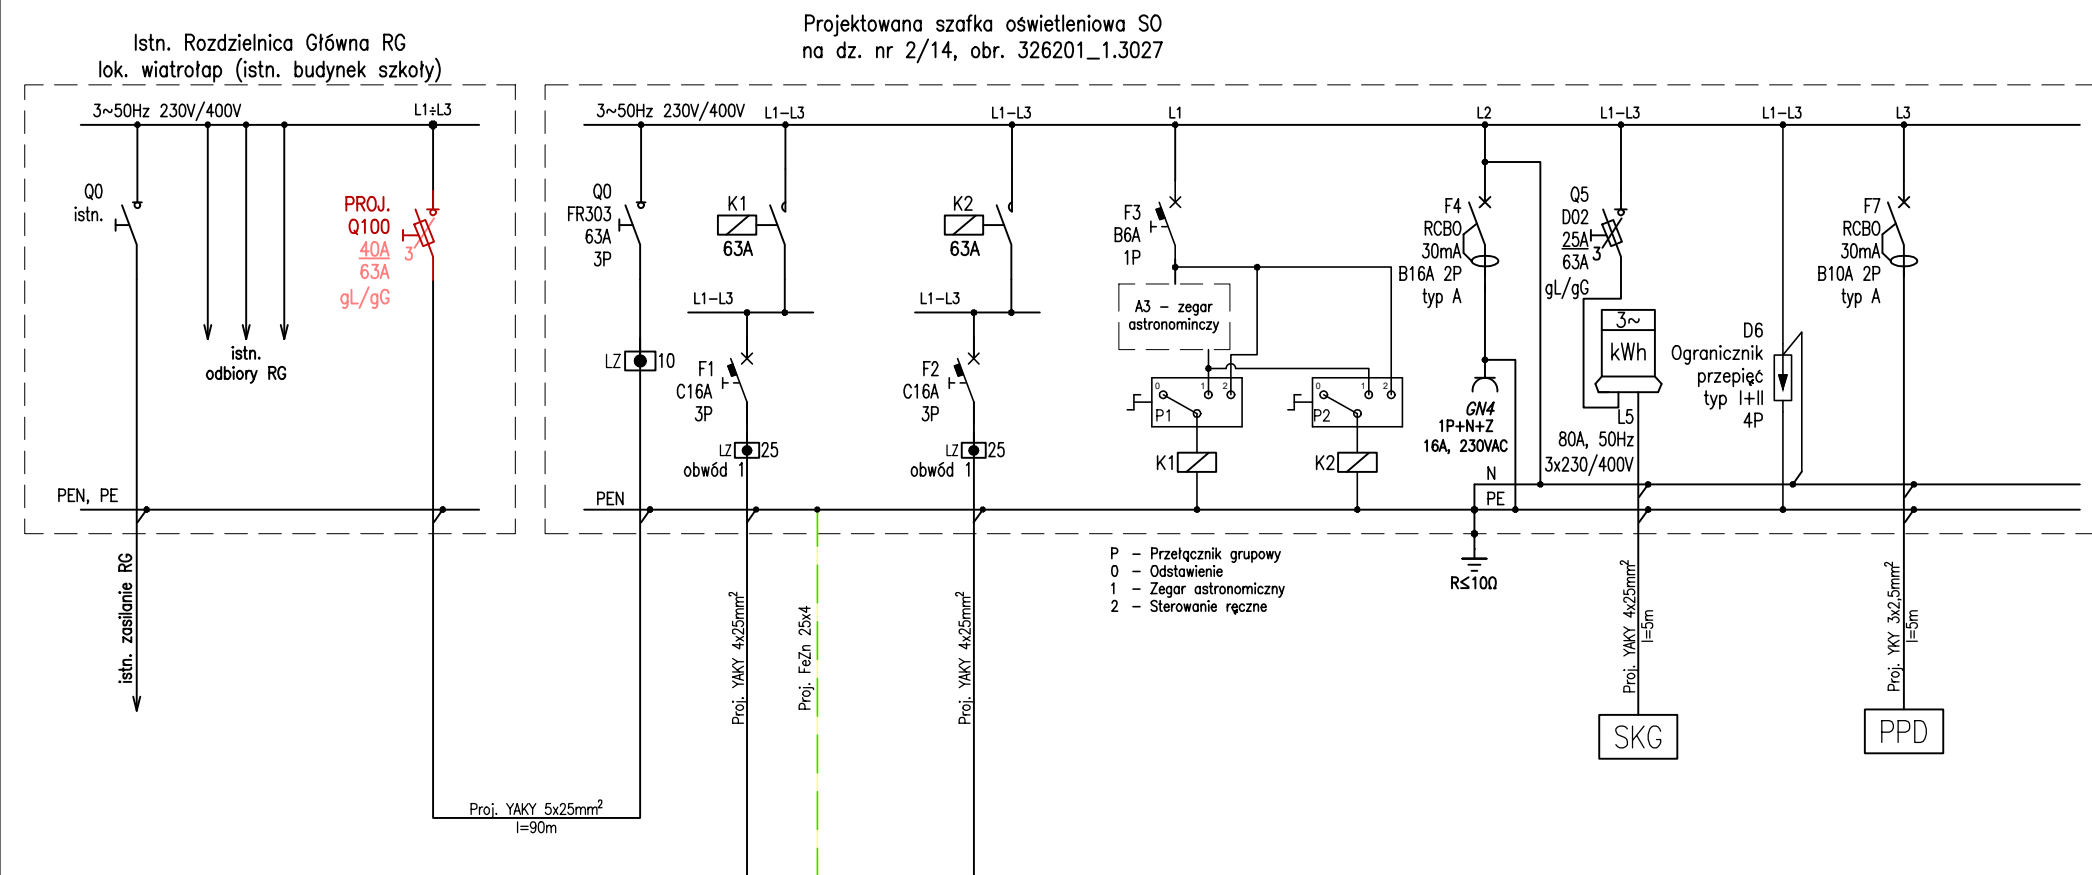 Projektowana szafka oświetleniowa SO
na dz. nr 2/14, obr. 326201_1.3027
Istn. Rozdzielnica Główna RG
lok. wiatrołap (istn. budynek szkoły)
3~50Hz 230V/400V
L1÷L3
Q0
istn.
PROJ.
Q100
40A
63A
3
gL/gG
istn.
odbiory RG
PEN, PE
istn. zasilanie RG
Proj. YAKY 5x25mm²
l=90m
3~50Hz 230V/400V
L1-L3
L1-L3
L1
L2
L1-L3
L1-L3
L3
Q0
FR303
63A
3P
LZ
10
K1
63A
L1-L3
F1
C16A
3P
LZ
25
obwód 1
K2
63A
L1-L3
F2
C16A
3P
LZ
25
obwód 1
F3
B6A
1P
A3 - zegar
astronominczy
0
1
2
P1
K1
0
1
2
P2
K2
F4
RCBO
30mA
B16A 2P
typ A
GN4
1P+N+Z
16A, 230VAC
Q5
D02
25A
63A
3
gL/gG
3~
kWh
L5
80A, 50Hz
3x230/400V
D6
Ogranicznik
przepięć
typ I+II
4P
F7
RCBO
30mA
B10A 2P
typ A
PEN
N
PE
R≤10Ω
P - Przełącznik grupowy
0 - Odstawienie
1 - Zegar astronomiczny
2 - Sterowanie ręczne
Proj. YAKY 4x25mm²
Proj. FeZn 25x4
Proj. YAKY 4x25mm²
Proj. YAKY 4x25mm²
l=5m
SKG
Proj. YKY 3x2,5mm²
l=5m
PPD